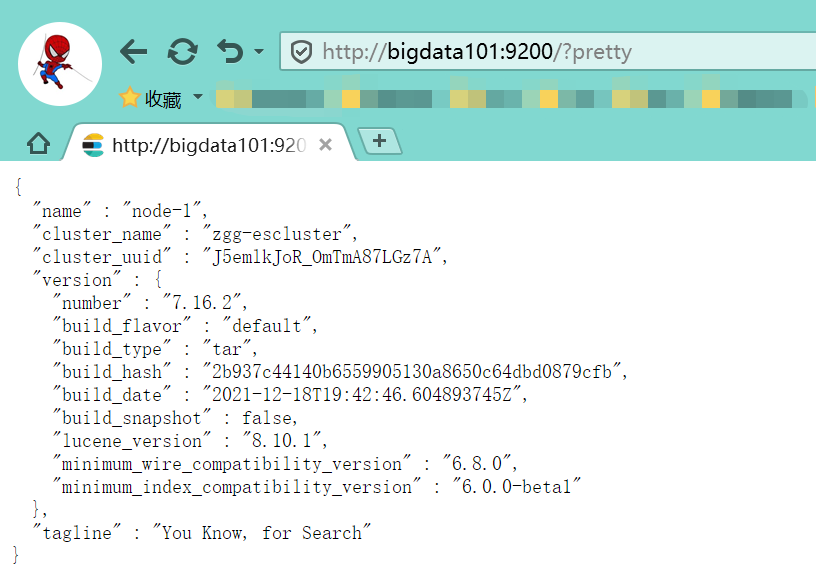 http://bigdata101:9200/?pretty
收藏
http://bigdata101:920
{
  "name" : "node-1",
  "cluster_name" : "zgg-escluster",
  "cluster_uuid" : "J5emlkJoR_OmTmA87LGz7A",
  "version" : {
    "number" : "7.16.2",
    "build_flavor" : "default",
    "build_type" : "tar",
    "build_hash" : "2b937c44140b6559905130a8650c64dbd0879cfb",
    "build_date" : "2021-12-18T19:42:46.604893745Z",
    "build_snapshot" : false,
    "lucene_version" : "8.10.1",
    "minimum_wire_compatibility_version" : "6.8.0",
    "minimum_index_compatibility_version" : "6.0.0-beta1"
  },
  "tagline" : "You Know, for Search"
}